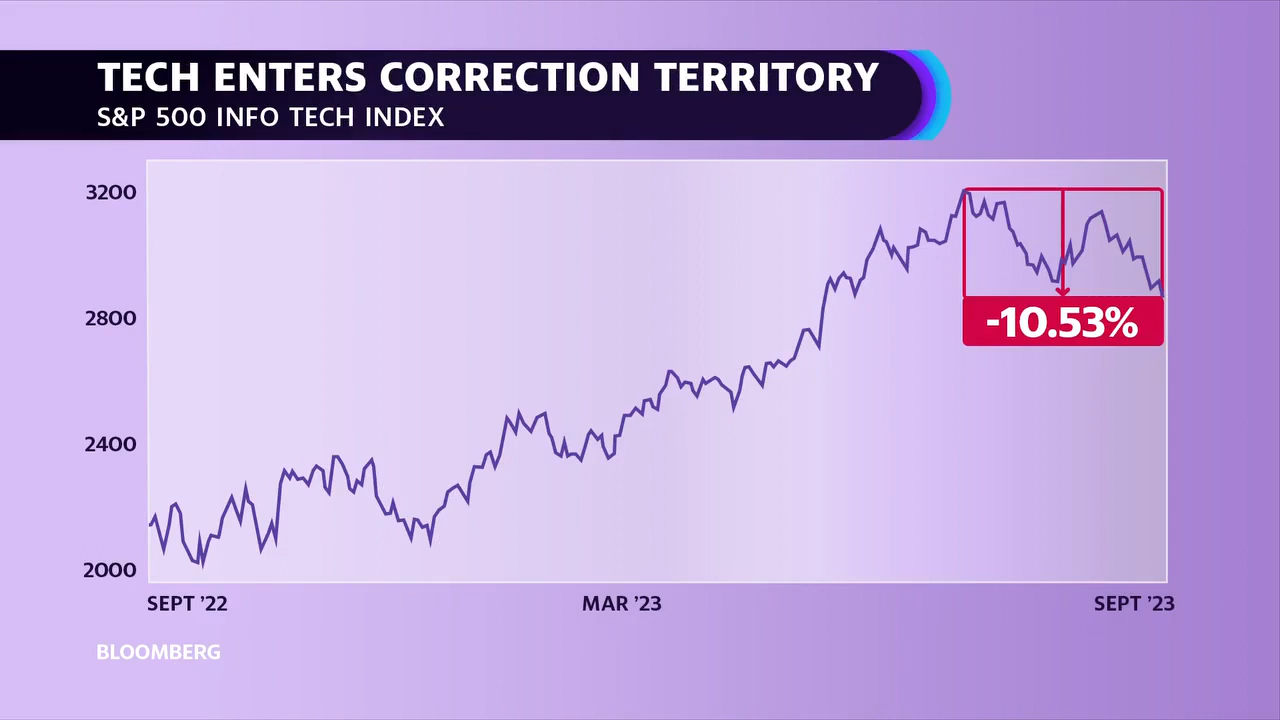 TECH ENTERS CORRECTION TERRITORY
S&P 500 INFO TECH INDEX
3200
2800
2400
2000
-10.53%
SEPT ’22
MAR ’23
SEPT ’23
BLOOMBERG